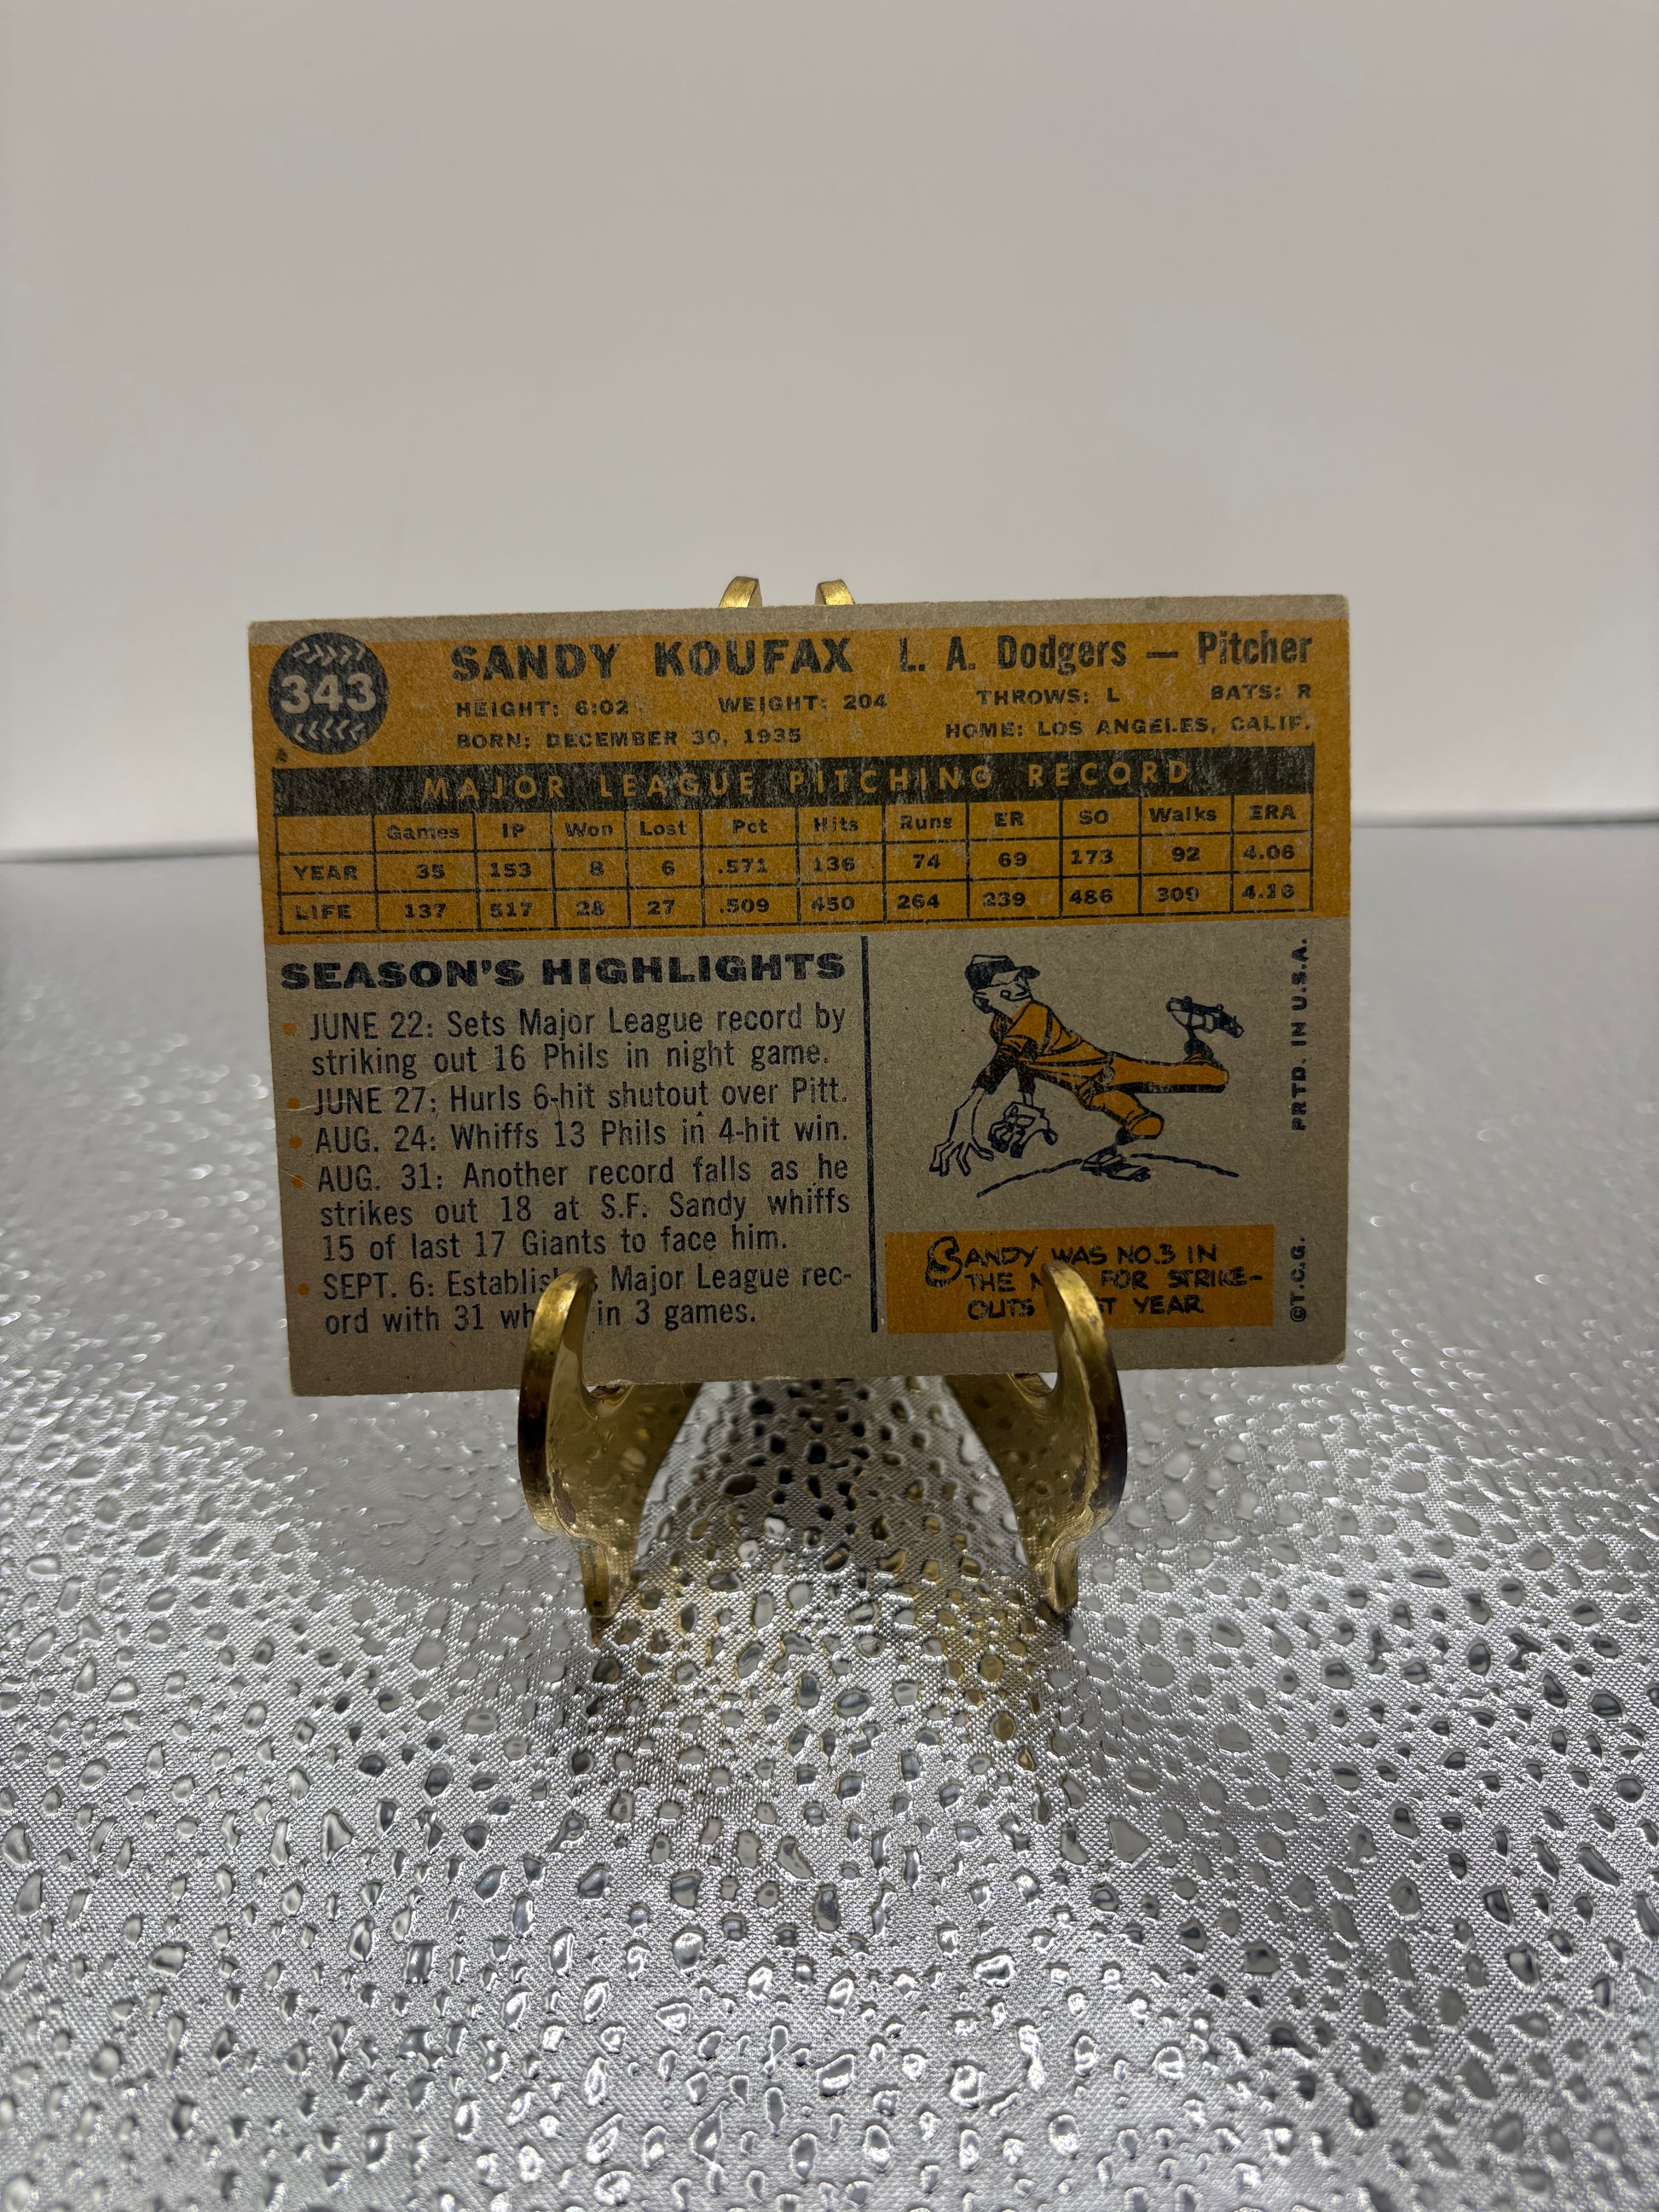 343
SANDY KOUFAX L. A. Dodgers — Pitcher
HEIGHT: 6:02 WEIGHT: 204 THROWS: L BATS: R
BORN: DECEMBER 30, 1935 HOME: LOS ANGELES, CALIF.
MAJOR LEAGUE PITCHING RECORD
Games IP Won Lost Pct Hits Runs ER SO Walks ERA
YEAR 35 153 8 6 .571 136 74 69 173 92 4.06
LIFE 137 517 28 27 .509 450 264 239 486 309 4.16
SEASON'S HIGHLIGHTS
• JUNE 22: Sets Major League record by
striking out 16 Phils in night game.
• JUNE 27: Hurls 6-hit shutout over Pitt.
• AUG. 24: Whiffs 13 Phils in 4-hit win.
• AUG. 31: Another record falls as he
strikes out 18 at S.F. Sandy whiffs
15 of last 17 Giants to face him.
• SEPT. 6: Major League rec-
ord with 31 in 3 games.
SANDY WAS NO.3 IN
THE FOR STRIKE-
OUTS YEAR
©T.C.G. PRTD. IN U.S.A.